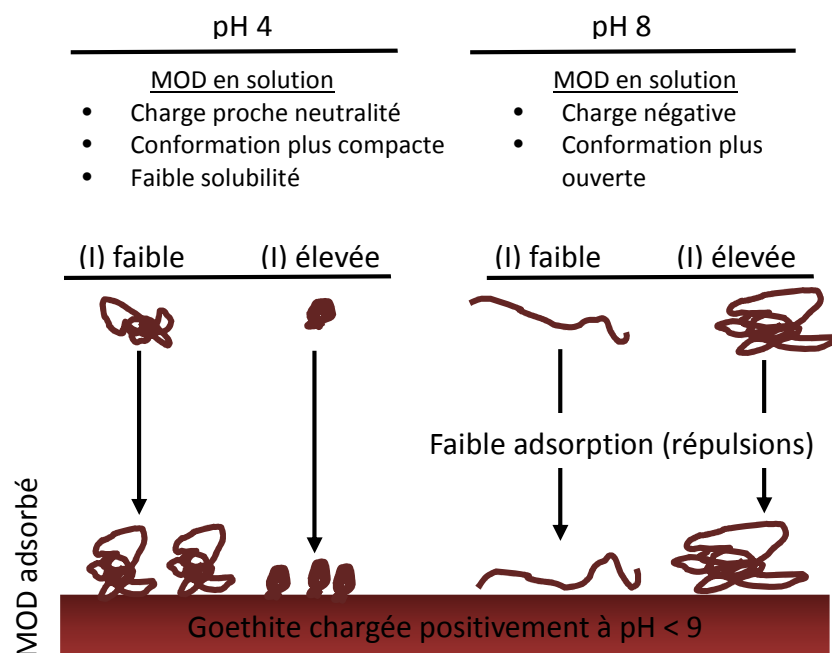 pH 4
pH 8
MOD en solution
• Charge proche neutralité
• Conformation plus compacte
• Faible solubilité
MOD en solution
• Charge négative
• Conformation plus
ouverte
(I) faible
(I) élevée
(I) faible
(I) élevée
Faible adsorption (répulsions)
MOD adsorbé
Goethite chargée positivement à pH < 9